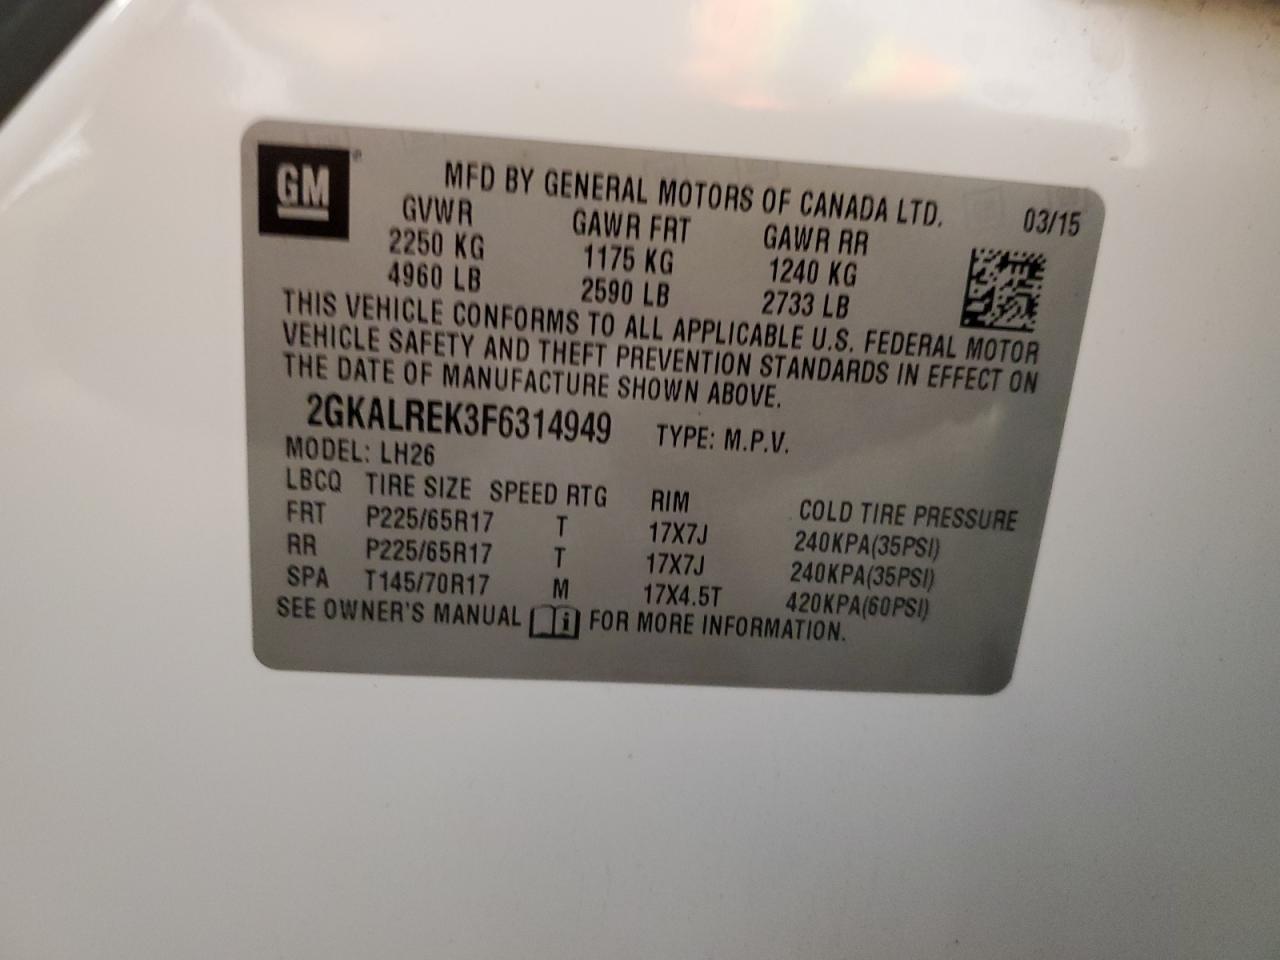 GM®
MFD BY GENERAL MOTORS OF CANADA LTD. 03/15
GVWR GAWR FRT GAWR RR
2250 KG 1175 KG 1240 KG
4960 LB 2590 LB 2733 LB
THIS VEHICLE CONFORMS TO ALL APPLICABLE U.S. FEDERAL MOTOR
VEHICLE SAFETY AND THEFT PREVENTION STANDARDS IN EFFECT ON
THE DATE OF MANUFACTURE SHOWN ABOVE.
2GKALREK3F6314949 TYPE: M.P.V.
MODEL: LH26
LBCQ TIRE SIZE SPEED RTG RIM COLD TIRE PRESSURE
FRT P225/65R17 T 17X7J 240KPA(35PSI)
RR P225/65R17 T 17X7J 240KPA(35PSI)
SPA T145/70R17 M 17X4.5T 420KPA(60PSI)
SEE OWNER'S MANUAL i FOR MORE INFORMATION.